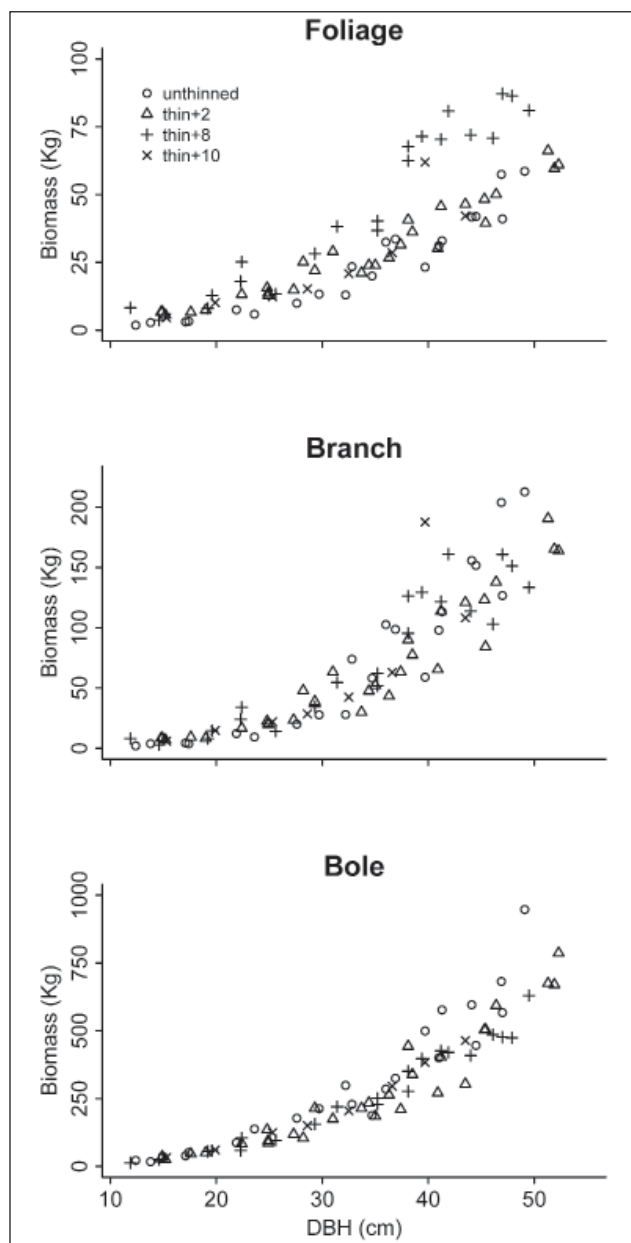 Foliage
100
75
50
25
0
Biomass (Kg)
unthinned
thin+2
thin+8
thin+10
Branch
200
150
100
50
0
Biomass (Kg)
Bole
1000
750
500
250
0
Biomass (Kg)
10 20 30 40 50
DBH (cm)